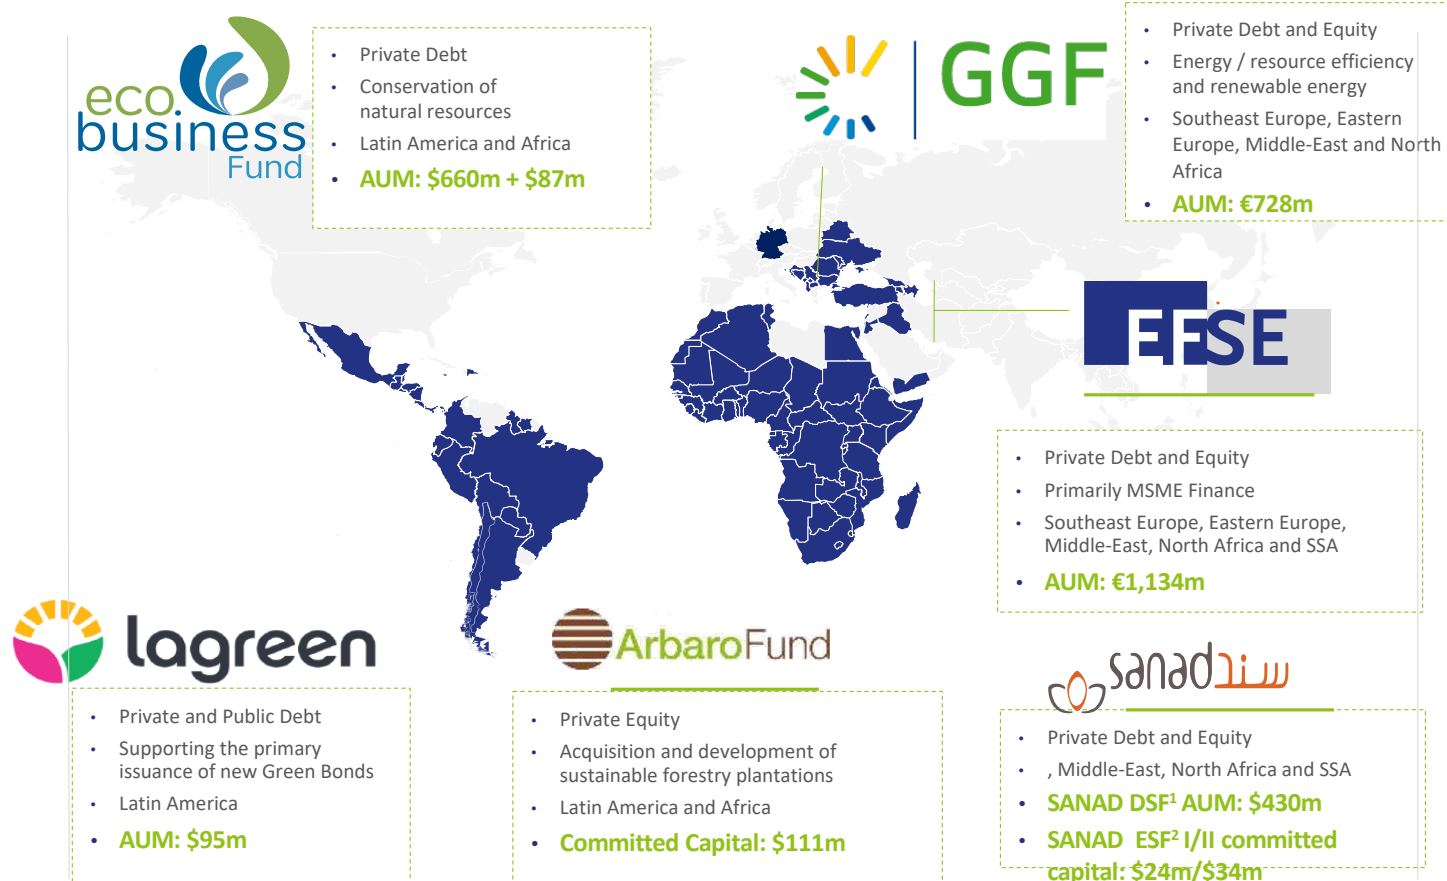 eco
business
Fund
• Private Debt
• Conservation of
natural resources
• Latin America and Africa
• AUM: $660m + $87m
GGF
• Private Debt and Equity
• Energy / resource efficiency
and renewable energy
• Southeast Europe, Eastern
Europe, Middle-East and North
Africa
• AUM: €728m
EFSE
• Private Debt and Equity
• Primarily MSME Finance
• Southeast Europe, Eastern Europe,
Middle-East, North Africa and SSA
• AUM: €1,134m
lagreen
• Private and Public Debt
• Supporting the primary
issuance of new Green Bonds
• Latin America
• AUM: $95m
ArbaroFund
• Private Equity
• Acquisition and development of
sustainable forestry plantations
• Latin America and Africa
• Committed Capital: $111m
sanad سند
• Private Debt and Equity
• , Middle-East, North Africa and SSA
• SANAD DSF¹ AUM: $430m
• SANAD ESF² I/II committed
capital: $24m/$34m